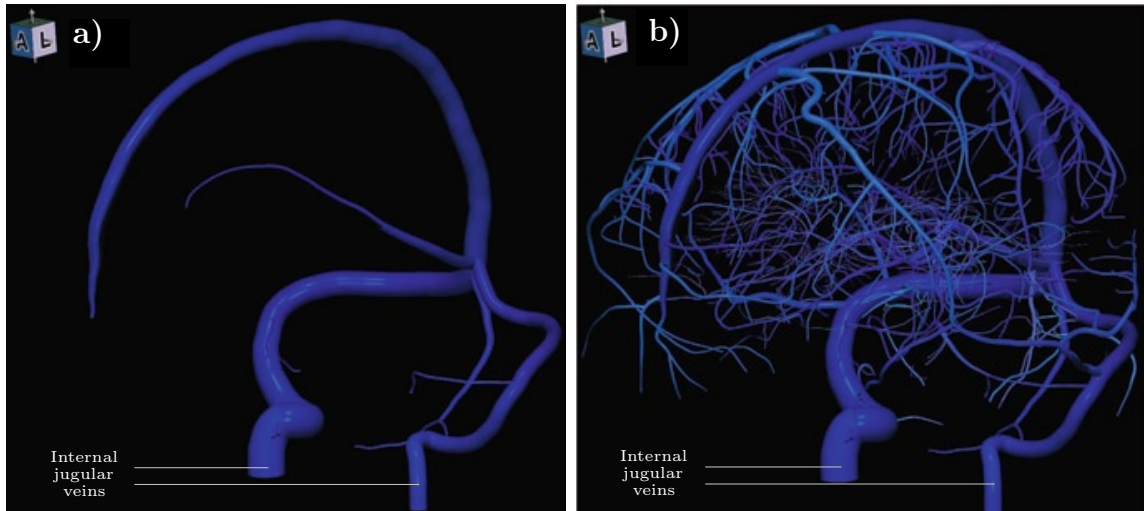 a)
A P
Internal
jugular
veins
b)
A P
Internal
jugular
veins